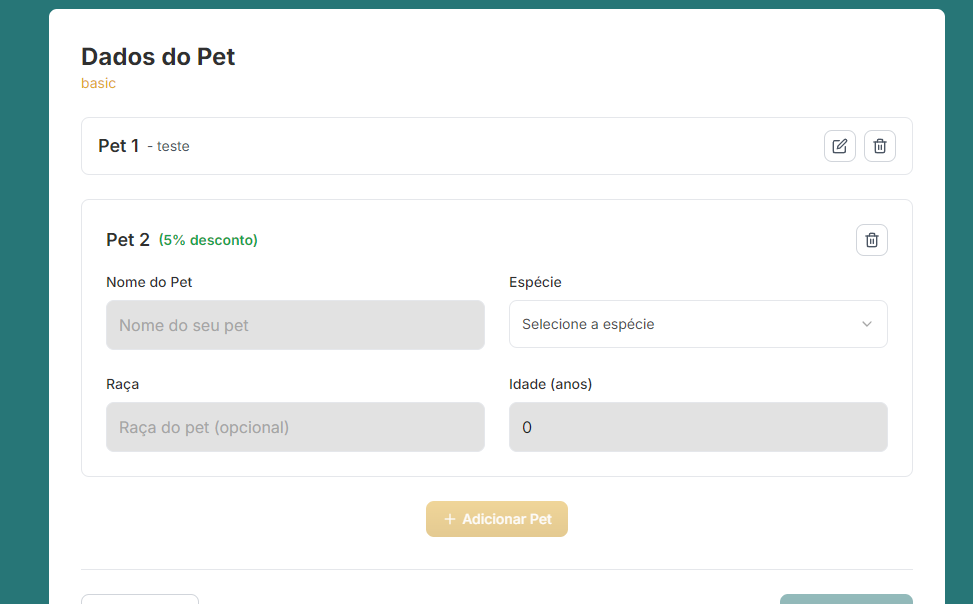 Dados do Pet
basic
Pet 1 - teste
Pet 2 (5% desconto)
Nome do Pet
Espécie
Nome do seu pet
Selecione a espécie
Raça
Idade (anos)
Raça do pet (opcional)
0
+ Adicionar Pet